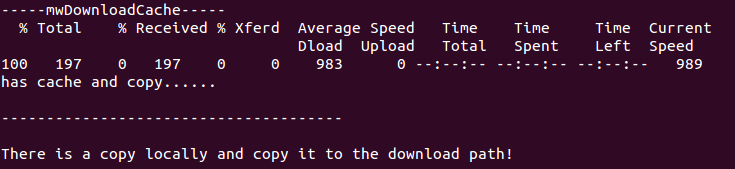 -----mwDownloadCache-----
  % Total    % Received % Xferd  Average Speed   Time    Time     Time  Current
                                 Dload  Upload   Total   Spent    Left  Speed
100   197    0   197    0     0    983      0 --:--:-- --:--:-- --:--:--   989
has cache and copy......
--------------------------------------
There is a copy locally and copy it to the download path!